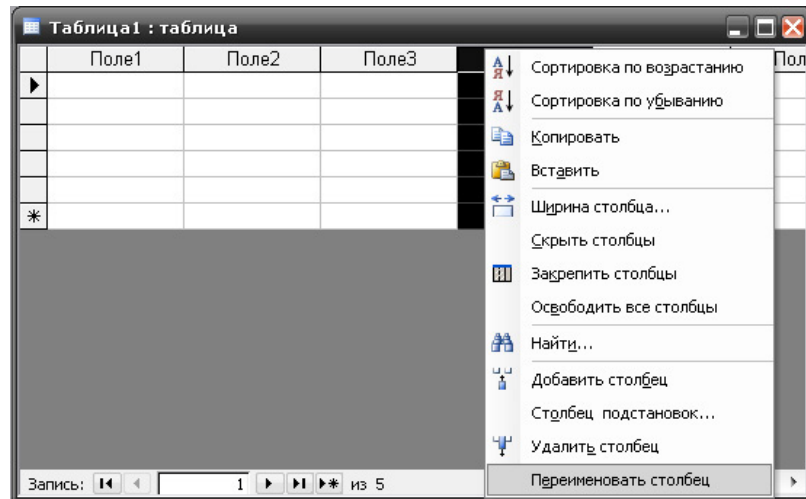 Таблица1 : таблица
Поле1 Поле2 Поле3 Пол
Сортировка по возрастанию
Сортировка по убыванию
Копировать
Вставить
Ширина столбца...
Скрыть столбцы
Закрепить столбцы
Освободить все столбцы
Найти...
Добавить столбец
Столбец подстановок...
Удалить столбец
Переименовать столбец
Запись: 1 из 5